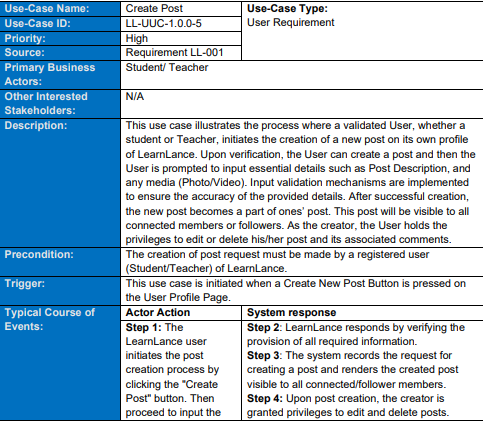 Use-Case Name: Create Post Use-Case Type:
Use-Case ID: LL-UUC-1.0.0-5 User Requirement
Priority: High
Source: Requirement LL-001
Primary Business Student/ Teacher
Actors:
Other Interested N/A
Stakeholders:
Description: This use case illustrates the process where a validated User, whether a
student or Teacher, initiates the creation of a new post on its own profile
of LearnLance. Upon verification, the User can create a post and then the
User is prompted to input essential details such as Post Description, and
any media (Photo/Video). Input validation mechanisms are implemented
to ensure the accuracy of the provided details. After successful creation,
the new post becomes a part of ones' post. This post will be visible to all
connected members or followers. As the creator, the User holds the
privileges to edit or delete his/her post and its associated comments.
Precondition: The creation of post request must be made by a registered user
(Student/Teacher) of LearnLance.
Trigger: This use case is initiated when a Create New Post Button is pressed on
the User Profile Page.
Typical Course of Actor Action System response
Events: Step 1: The Step 2: LearnLance responds by verifying the
LearnLance user provision of all required information.
initiates the post Step 3: The system records the request for
creation process by creating a post and renders the created post
clicking the "Create visible to all connected/follower members.
Post" button. Then Step 4: Upon post creation, the creator is
proceed to input the granted privileges to edit and delete posts.